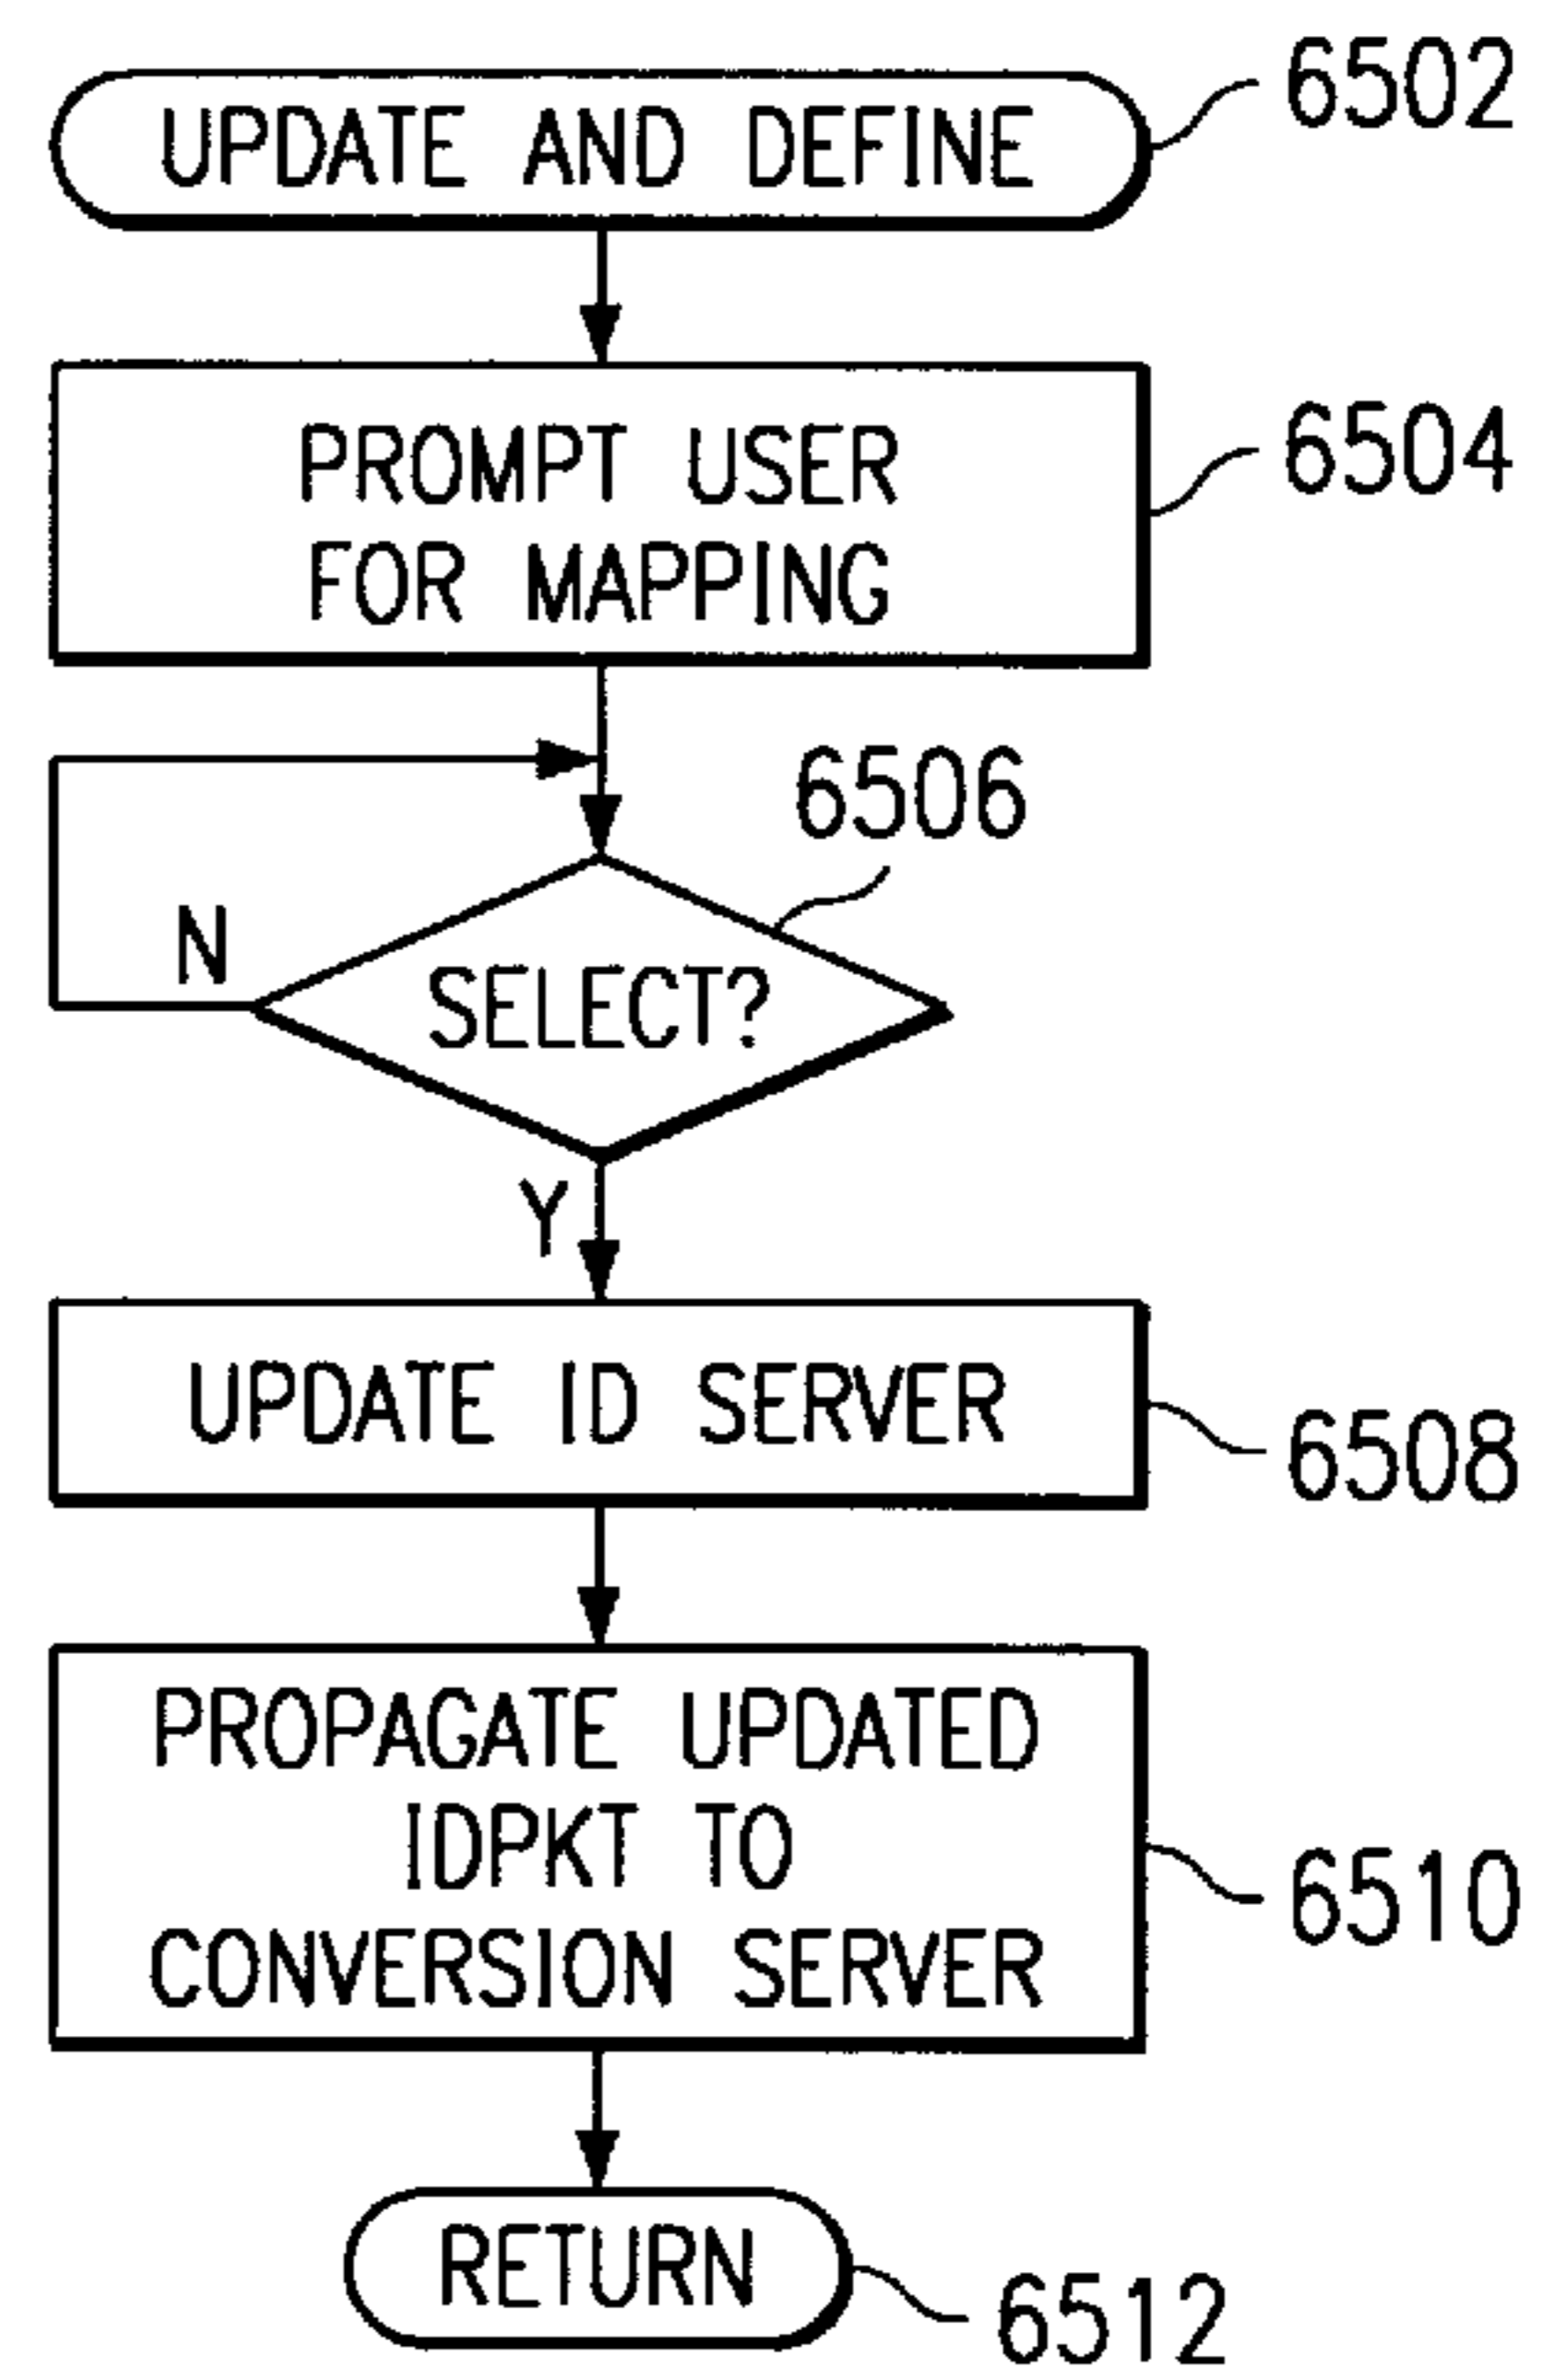 UPDATE AND DEFINE
6502
PROMPT USER
FOR MAPPING
6504
6506
N
SELECT?
Y
UPDATE ID SERVER
6508
PROPAGATE UPDATED
IDPKT TO
CONVERSION SERVER
6510
RETURN
6512